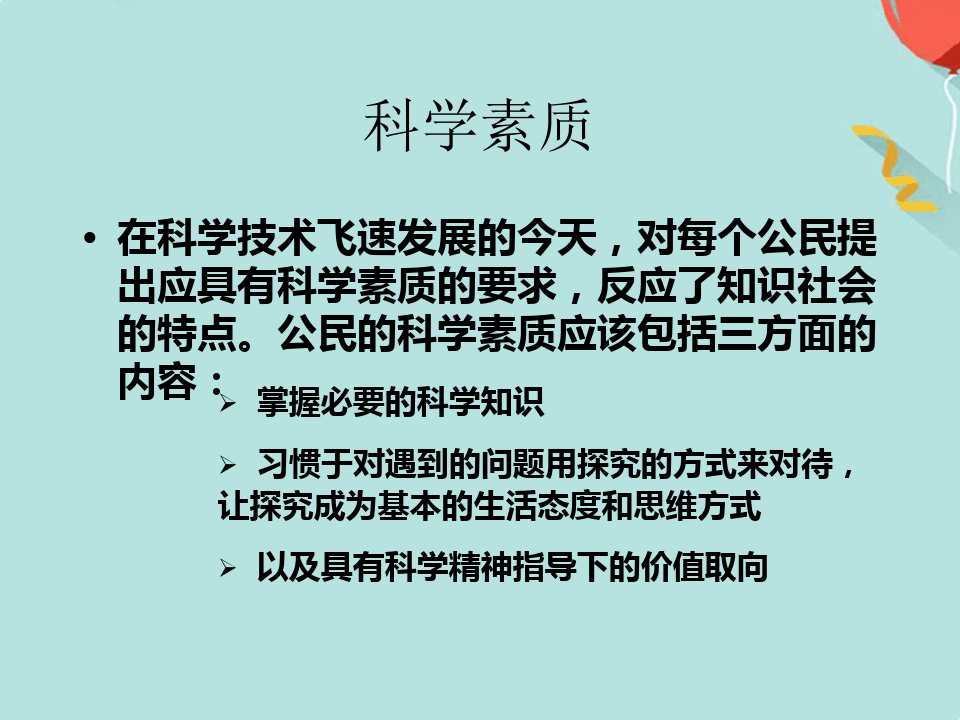 科学素质
• 在科学技术飞速发展的今天，对每个公民提
出应具有科学素质的要求，反应了知识社会
的特点。公民的科学素质应该包括三方面的
内容：
➢ 掌握必要的科学知识
➢ 习惯于对遇到的问题用探究的方式来对待，
让探究成为基本的生活态度和思维方式
➢ 以及具有科学精神指导下的价值取向